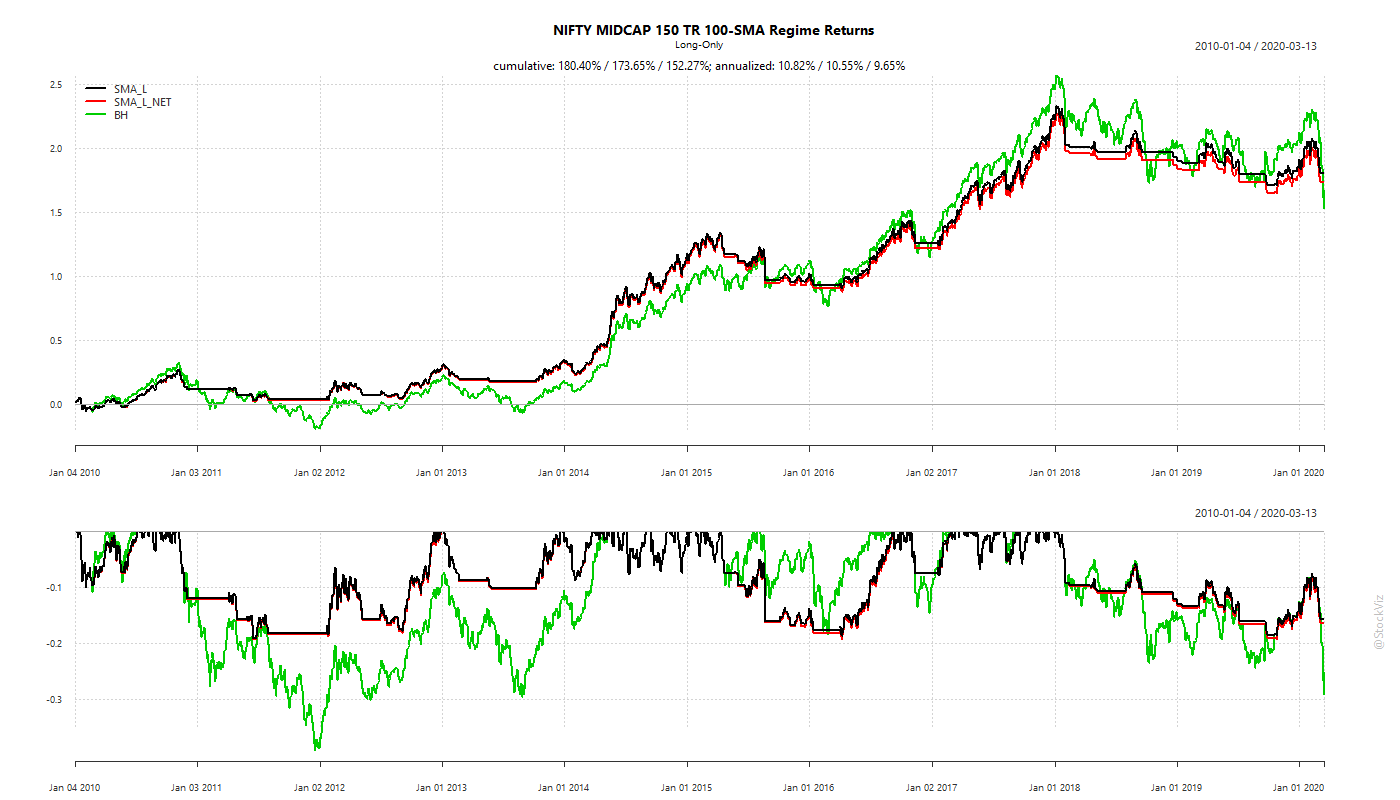 NIFTY MIDCAP 150 TR 100-SMA Regime Returns
Long-Only
2010-01-04 / 2020-03-13
cumulative: 180.40% / 173.65% / 152.27%; annualized: 10.82% / 10.55% / 9.65%
SMA_L
SMA_L_NET
BH
2.5
2.0
1.5
1.0
0.5
0.0
Jan 04 2010 Jan 03 2011 Jan 02 2012 Jan 01 2013 Jan 01 2014 Jan 01 2015 Jan 01 2016 Jan 02 2017 Jan 01 2018 Jan 01 2019 Jan 01 2020
2010-01-04 / 2020-03-13
-0.1
-0.2
-0.3
Jan 04 2010 Jan 03 2011 Jan 02 2012 Jan 01 2013 Jan 01 2014 Jan 01 2015 Jan 01 2016 Jan 02 2017 Jan 01 2018 Jan 01 2019 Jan 01 2020
@StockViz